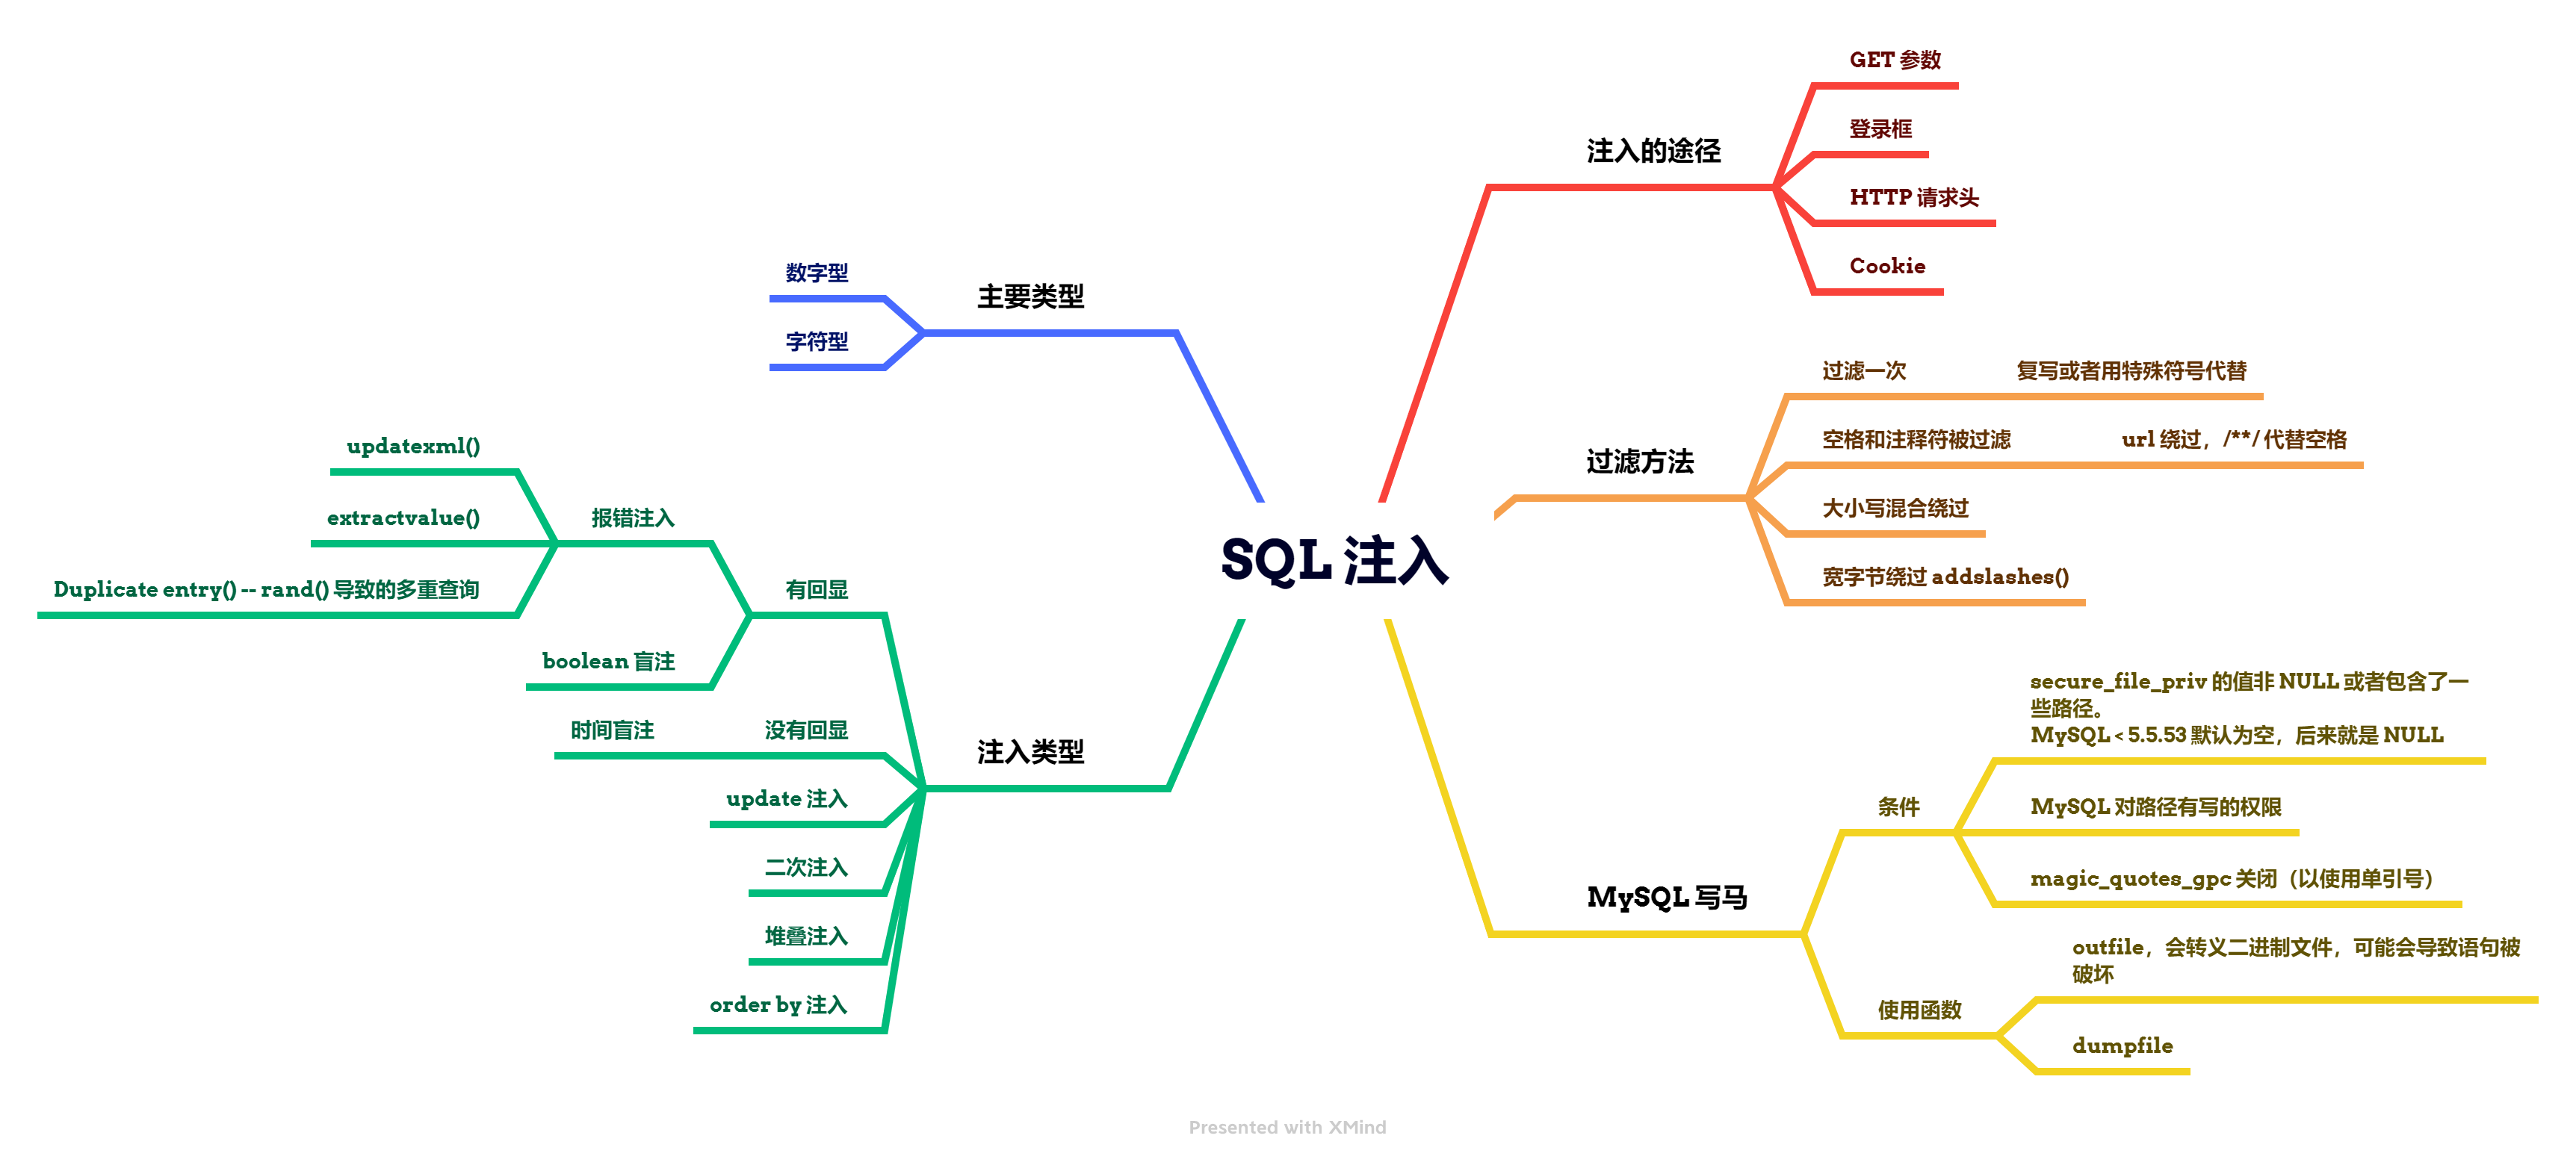 SQL 注入
注入的途径
GET 参数
登录框
HTTP 请求头
Cookie
过滤方法
过滤一次
复写或者用特殊符号代替
空格和注释符被过滤
url 绕过，/**/ 代替空格
大小写混合绕过
宽字节绕过 addslashes()
MySQL 写马
条件
secure_file_priv 的值非 NULL 或者包含了一
些路径。
MySQL < 5.5.53 默认为空，后来就是 NULL
MySQL 对路径有写的权限
magic_quotes_gpc 关闭（以使用单引号）
使用函数
outfile，会转义二进制文件，可能会导致语句被
破坏
dumpfile
主要类型
数字型
字符型
注入类型
有回显
报错注入
updatexml()
extractvalue()
Duplicate entry() -- rand() 导致的多重查询
boolean 盲注
没有回显
时间盲注
update 注入
二次注入
堆叠注入
order by 注入
Presented with XMind